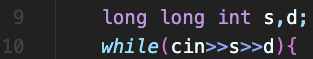 9 long long int s,d;
10 while(cin>>s>>d){